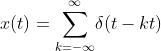 x(t) = \sum_{k=-\infty}^{\infty} \delta(t - kt)